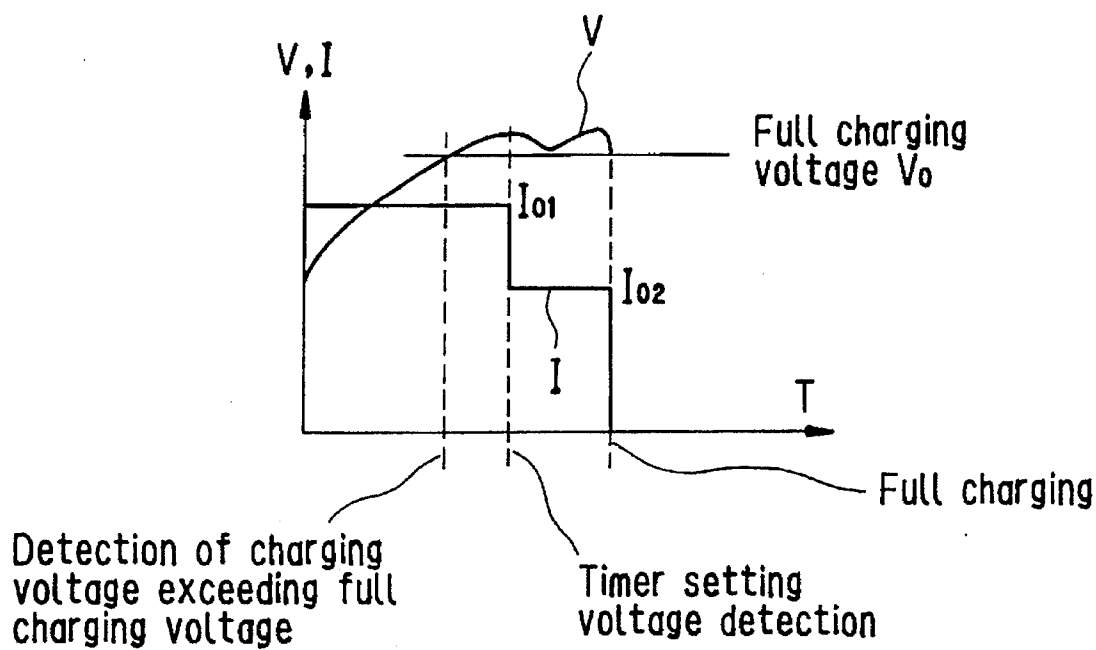 V
V, I
Full charging
voltage V0
I01
I02
I
T
Full charging
Detection of charging
voltage exceeding full
charging voltage
Timer setting
voltage detection